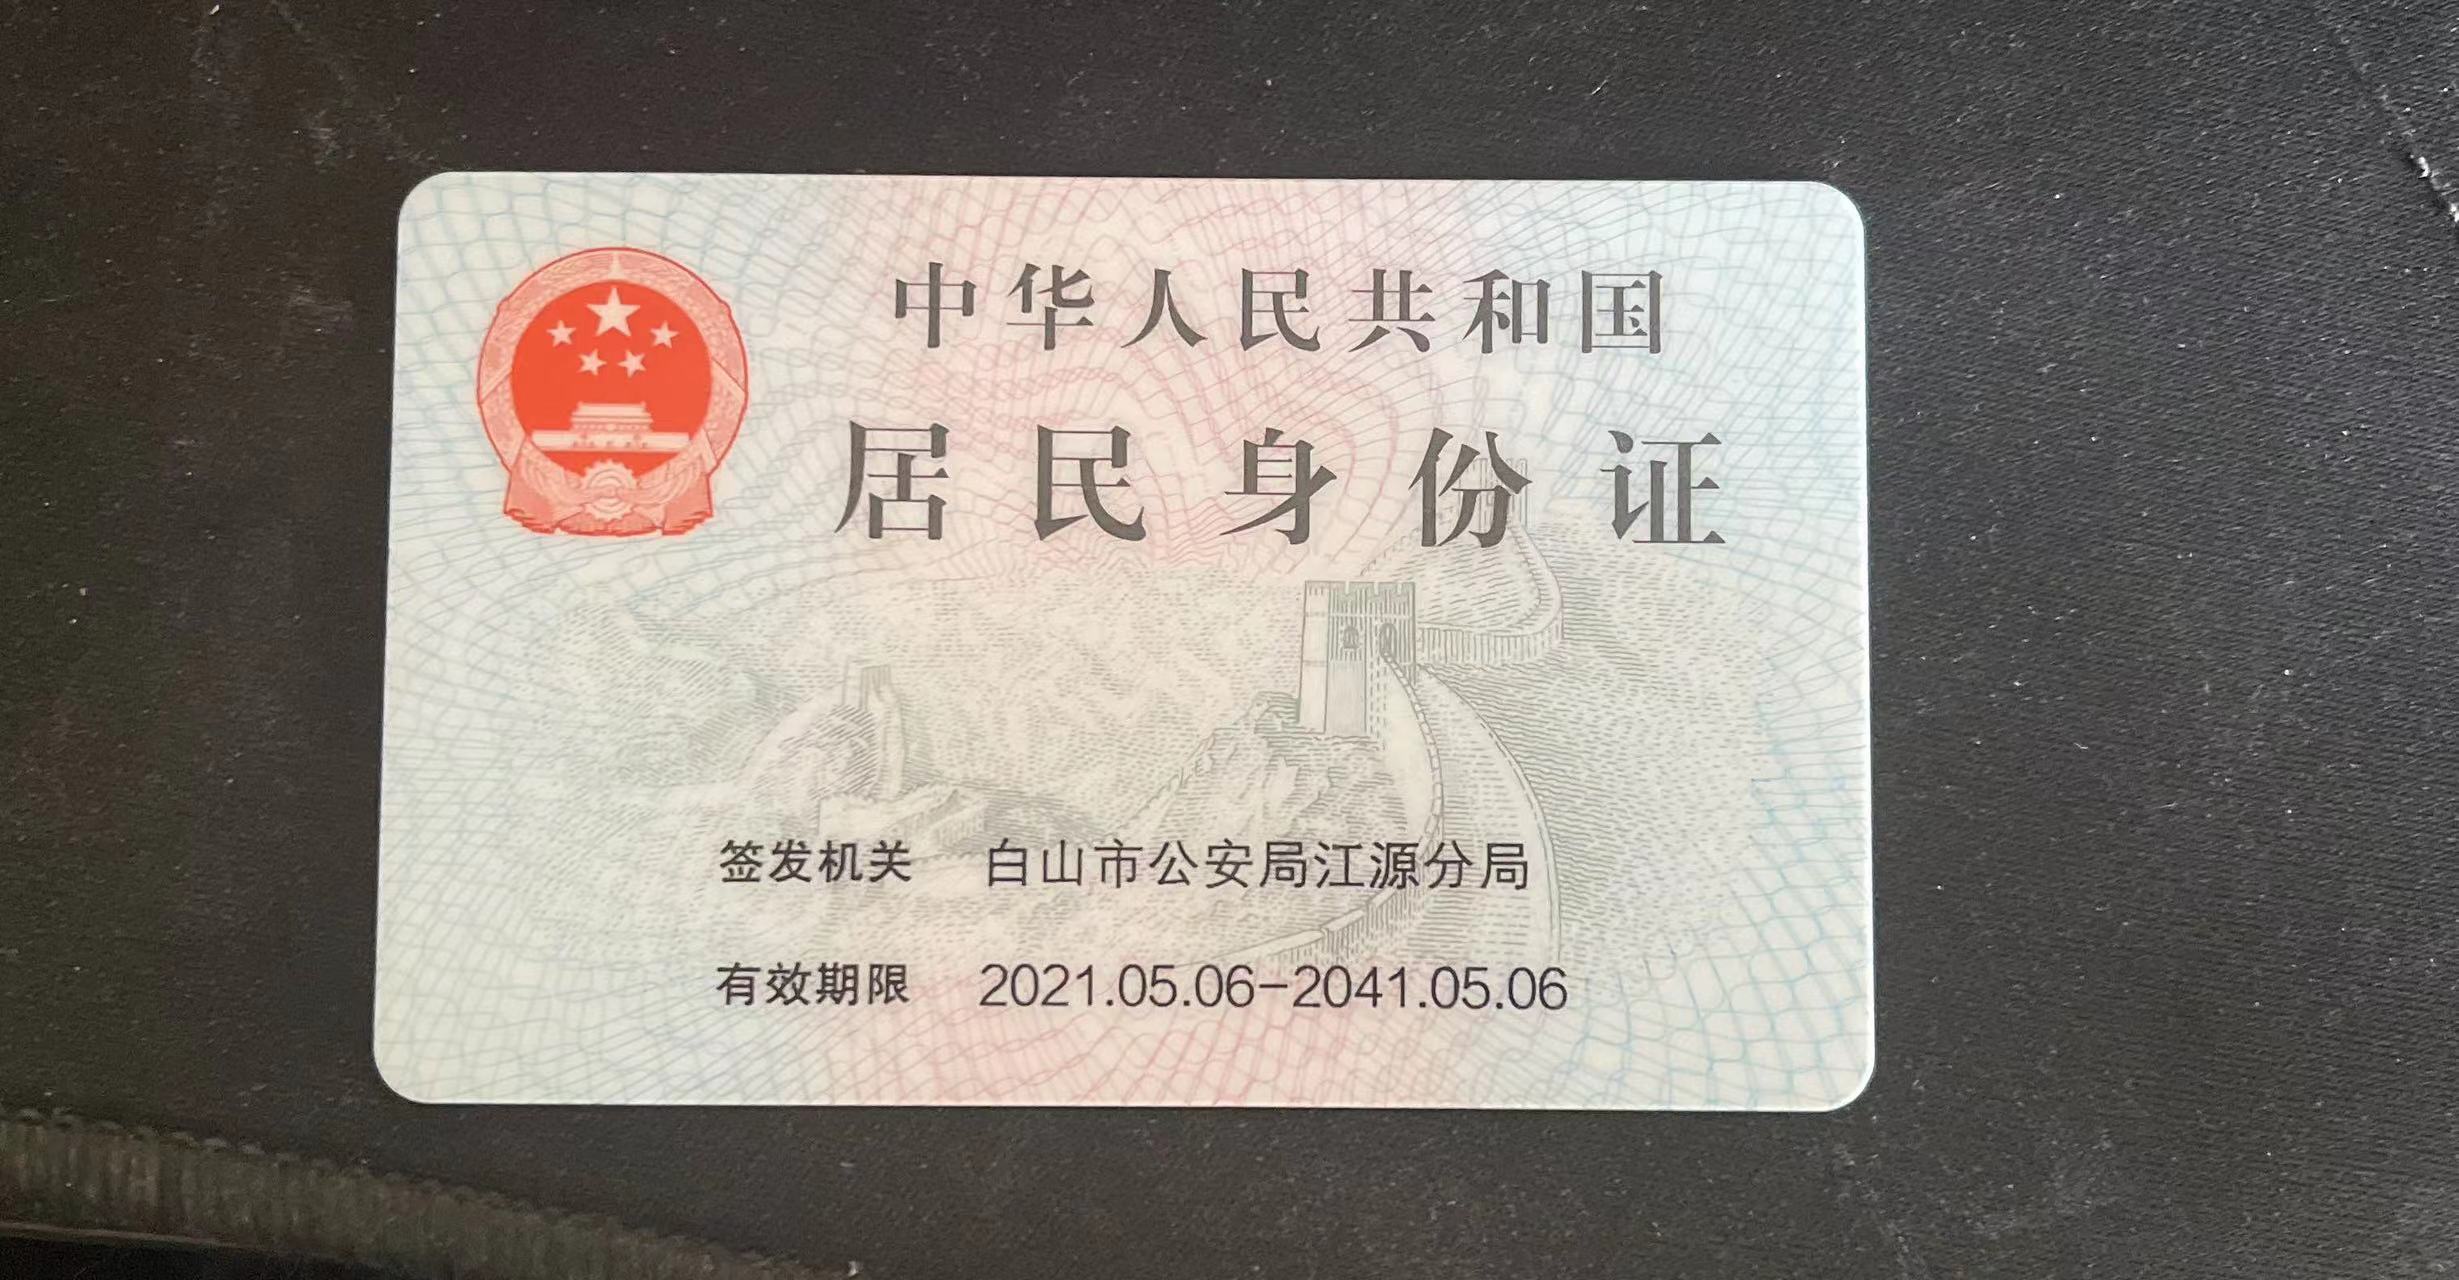 中华人民共和国
居民身份证
签发机关 白山市公安局江源分局
有效期限 2021.05.06-2041.05.06